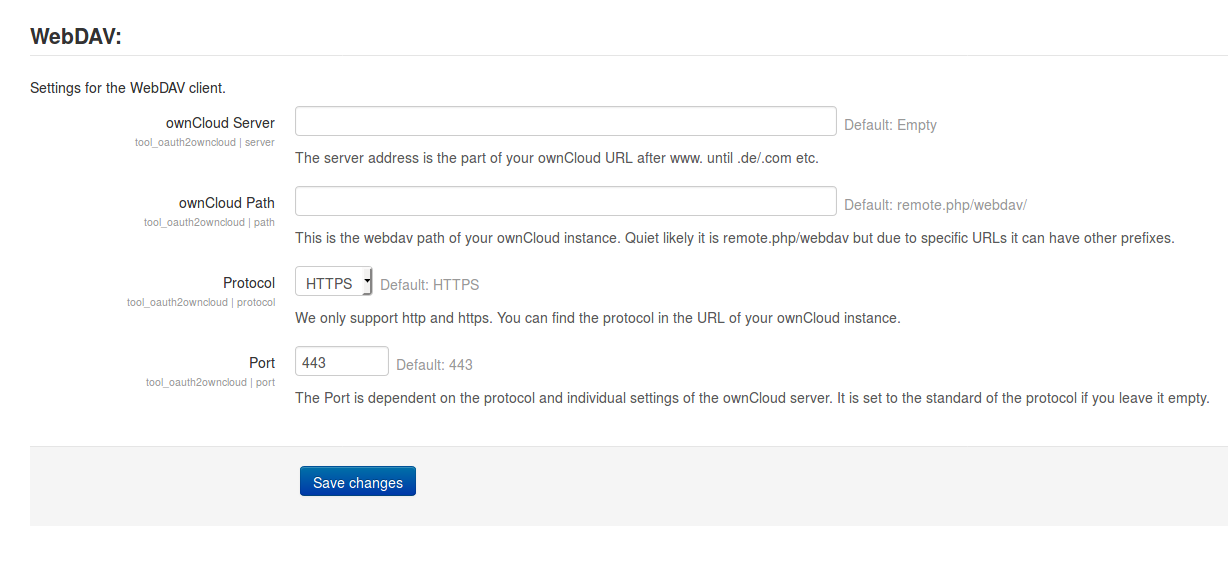 WebDAV:
Settings for the WebDAV client.
ownCloud Server
Default: Empty
tool_oauth2owncloud | server
The server address is the part of your ownCloud URL after www. until .de/.com etc.
ownCloud Path
Default: remote.php/webdav/
tool_oauth2owncloud | path
This is the webdav path of your ownCloud instance. Quiet likely it is remote.php/webdav but due to specific URLs it can have other prefixes.
Protocol
HTTPS
Default: HTTPS
tool_oauth2owncloud | protocol
We only support http and https. You can find the protocol in the URL of your ownCloud instance.
Port
443
Default: 443
tool_oauth2owncloud | port
The Port is dependent on the protocol and individual settings of the ownCloud server. It is set to the standard of the protocol if you leave it empty.
Save changes